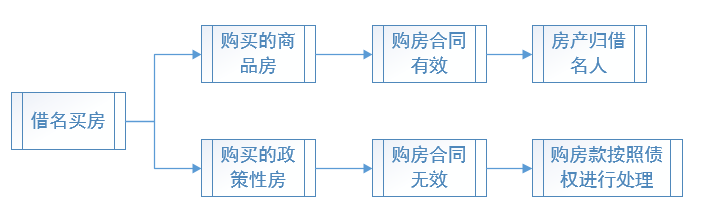 借名买房
购买的商
品房
购房合同
有效
房产归借
名人
购买的政
策性房
购房合同
无效
购房款按照债
权进行处理